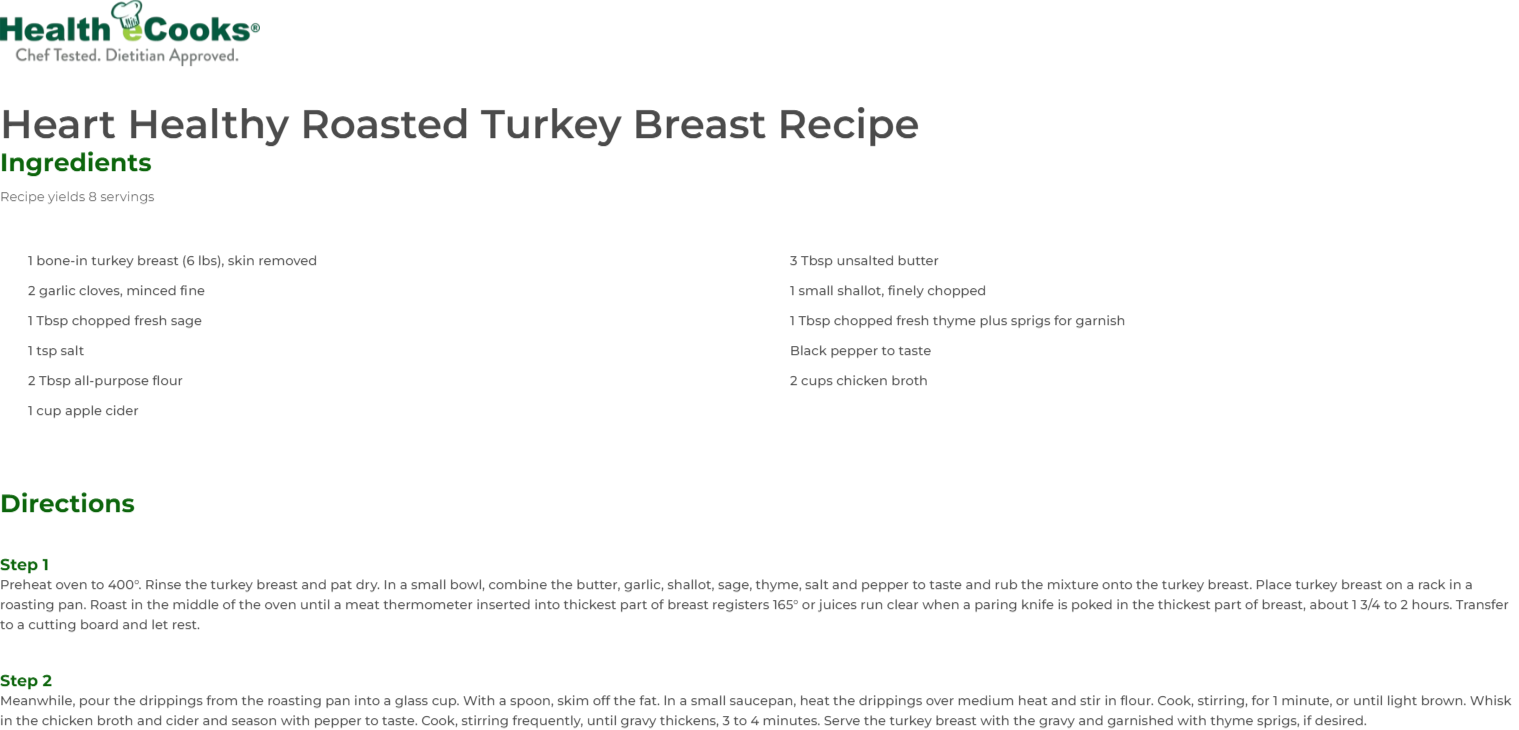 Health eCooks®
Chef Tested. Dietitian Approved.
Heart Healthy Roasted Turkey Breast Recipe
Ingredients
Recipe yields 8 servings
1 bone-in turkey breast (6 lbs), skin removed
3 Tbsp unsalted butter
2 garlic cloves, minced fine
1 small shallot, finely chopped
1 Tbsp chopped fresh sage
1 Tbsp chopped fresh thyme plus sprigs for garnish
1 tsp salt
Black pepper to taste
2 Tbsp all-purpose flour
2 cups chicken broth
1 cup apple cider
Directions
Step 1
Preheat oven to 400°. Rinse the turkey breast and pat dry. In a small bowl, combine the butter, garlic, shallot, sage, thyme, salt and pepper to taste and rub the mixture onto the turkey breast. Place turkey breast on a rack in a
roasting pan. Roast in the middle of the oven until a meat thermometer inserted into thickest part of breast registers 165° or juices run clear when a paring knife is poked in the thickest part of breast, about 1 3/4 to 2 hours. Transfer
to a cutting board and let rest.
Step 2
Meanwhile, pour the drippings from the roasting pan into a glass cup. With a spoon, skim off the fat. In a small saucepan, heat the drippings over medium heat and stir in flour. Cook, stirring, for 1 minute, or until light brown. Whisk
in the chicken broth and cider and season with pepper to taste. Cook, stirring frequently, until gravy thickens, 3 to 4 minutes. Serve the turkey breast with the gravy and garnished with thyme sprigs, if desired.